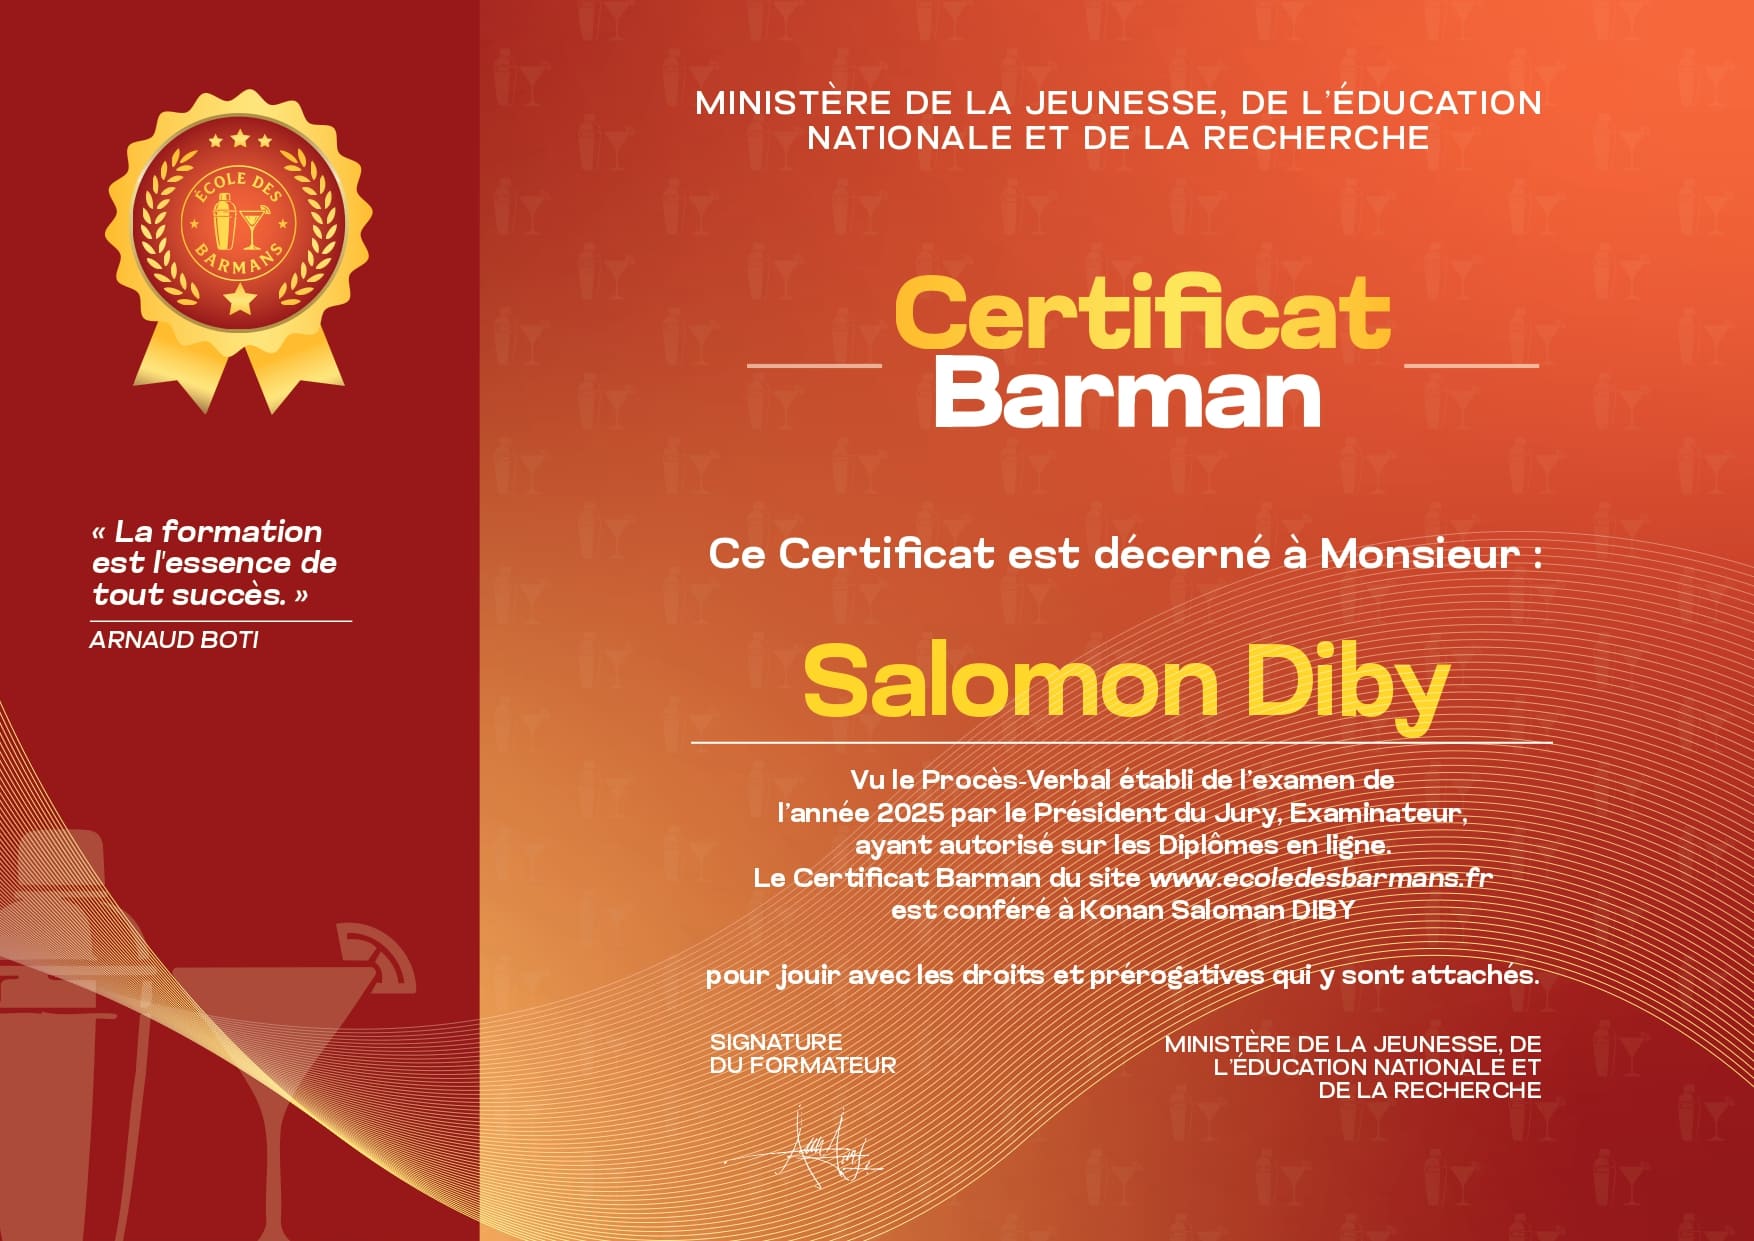 ÉCOLE DES
BARMANS
« La formation
est l'essence de
tout succès. »
ARNAUD BOTI
MINISTÈRE DE LA JEUNESSE, DE L'ÉDUCATION
NATIONALE ET DE LA RECHERCHE
Certificat
Barman
Ce Certificat est décerné à Monsieur :
Salomon Diby
Vu le Procès-Verbal établi de l'examen de
l'année 2025 par le Président du Jury, Examinateur,
ayant autorisé sur les Diplômes en ligne.
Le Certificat Barman du site www.ecoledesbarmans.fr
est conféré à Konan Saloman DIBY
pour jouir avec les droits et prérogatives qui y sont attachés.
SIGNATURE
DU FORMATEUR
MINISTÈRE DE LA JEUNESSE, DE
L'ÉDUCATION NATIONALE ET
DE LA RECHERCHE